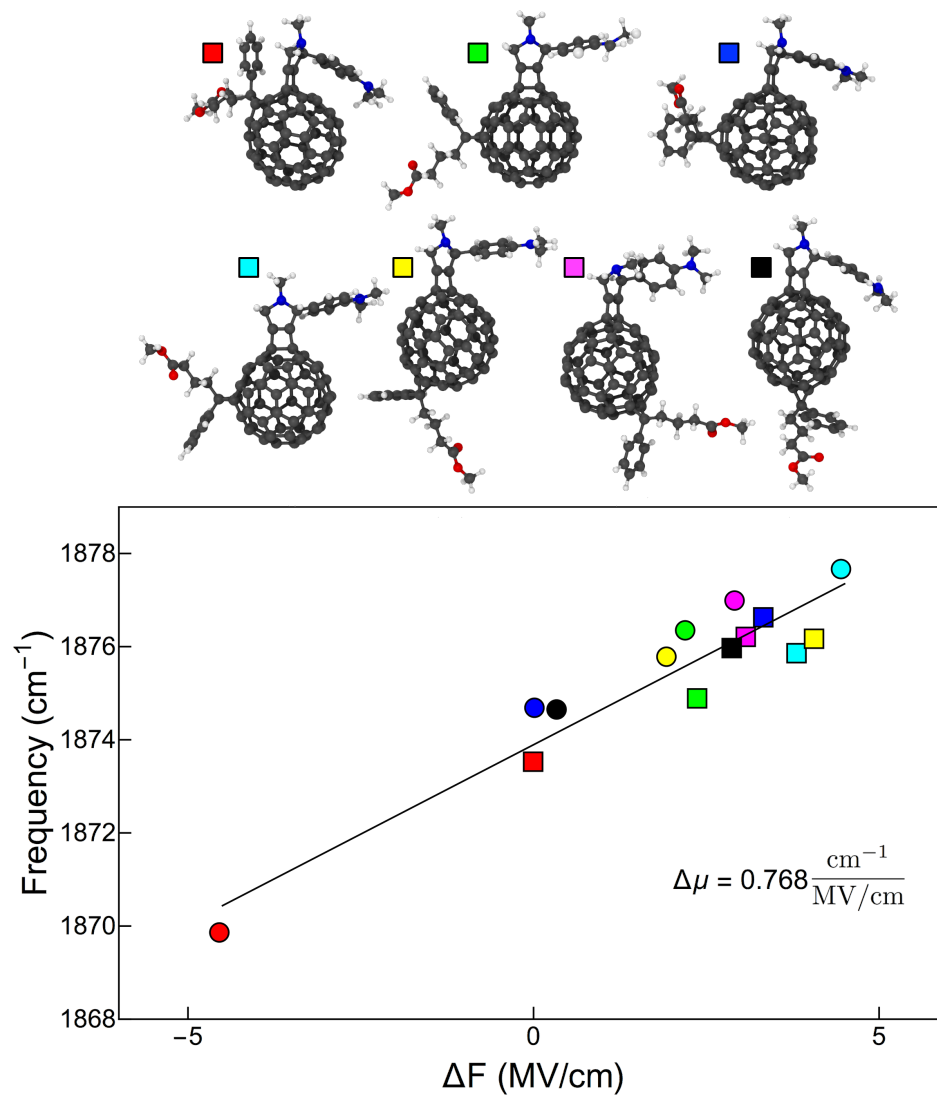 1878
1876
1874
1872
1870
1868
Frequency (cm⁻¹)
Δμ = 0.768 cm⁻¹ / MV/cm
−5 0 5
ΔF (MV/cm)